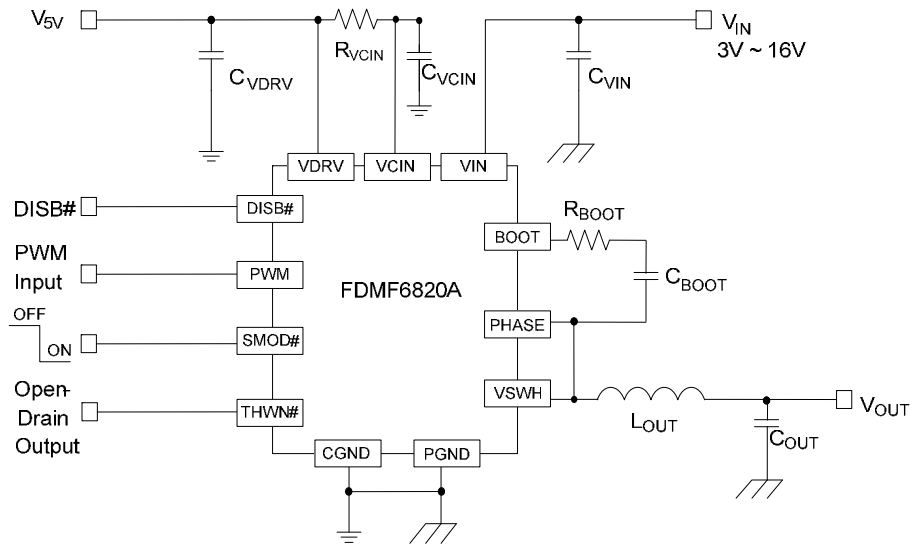 V5V
RVCIN
VIN
3V ~ 16V
CVDRV
CVCIN
CVIN
VDRV
VCIN
VIN
DISB#
DISB#
RBOOT
BOOT
PWM
Input
PWM
CBOOT
FDMF6820A
OFF
ON
SMOD#
PHASE
Open-
Drain
Output
THWN#
VSWH
LOUT
VOUT
COUT
CGND
PGND